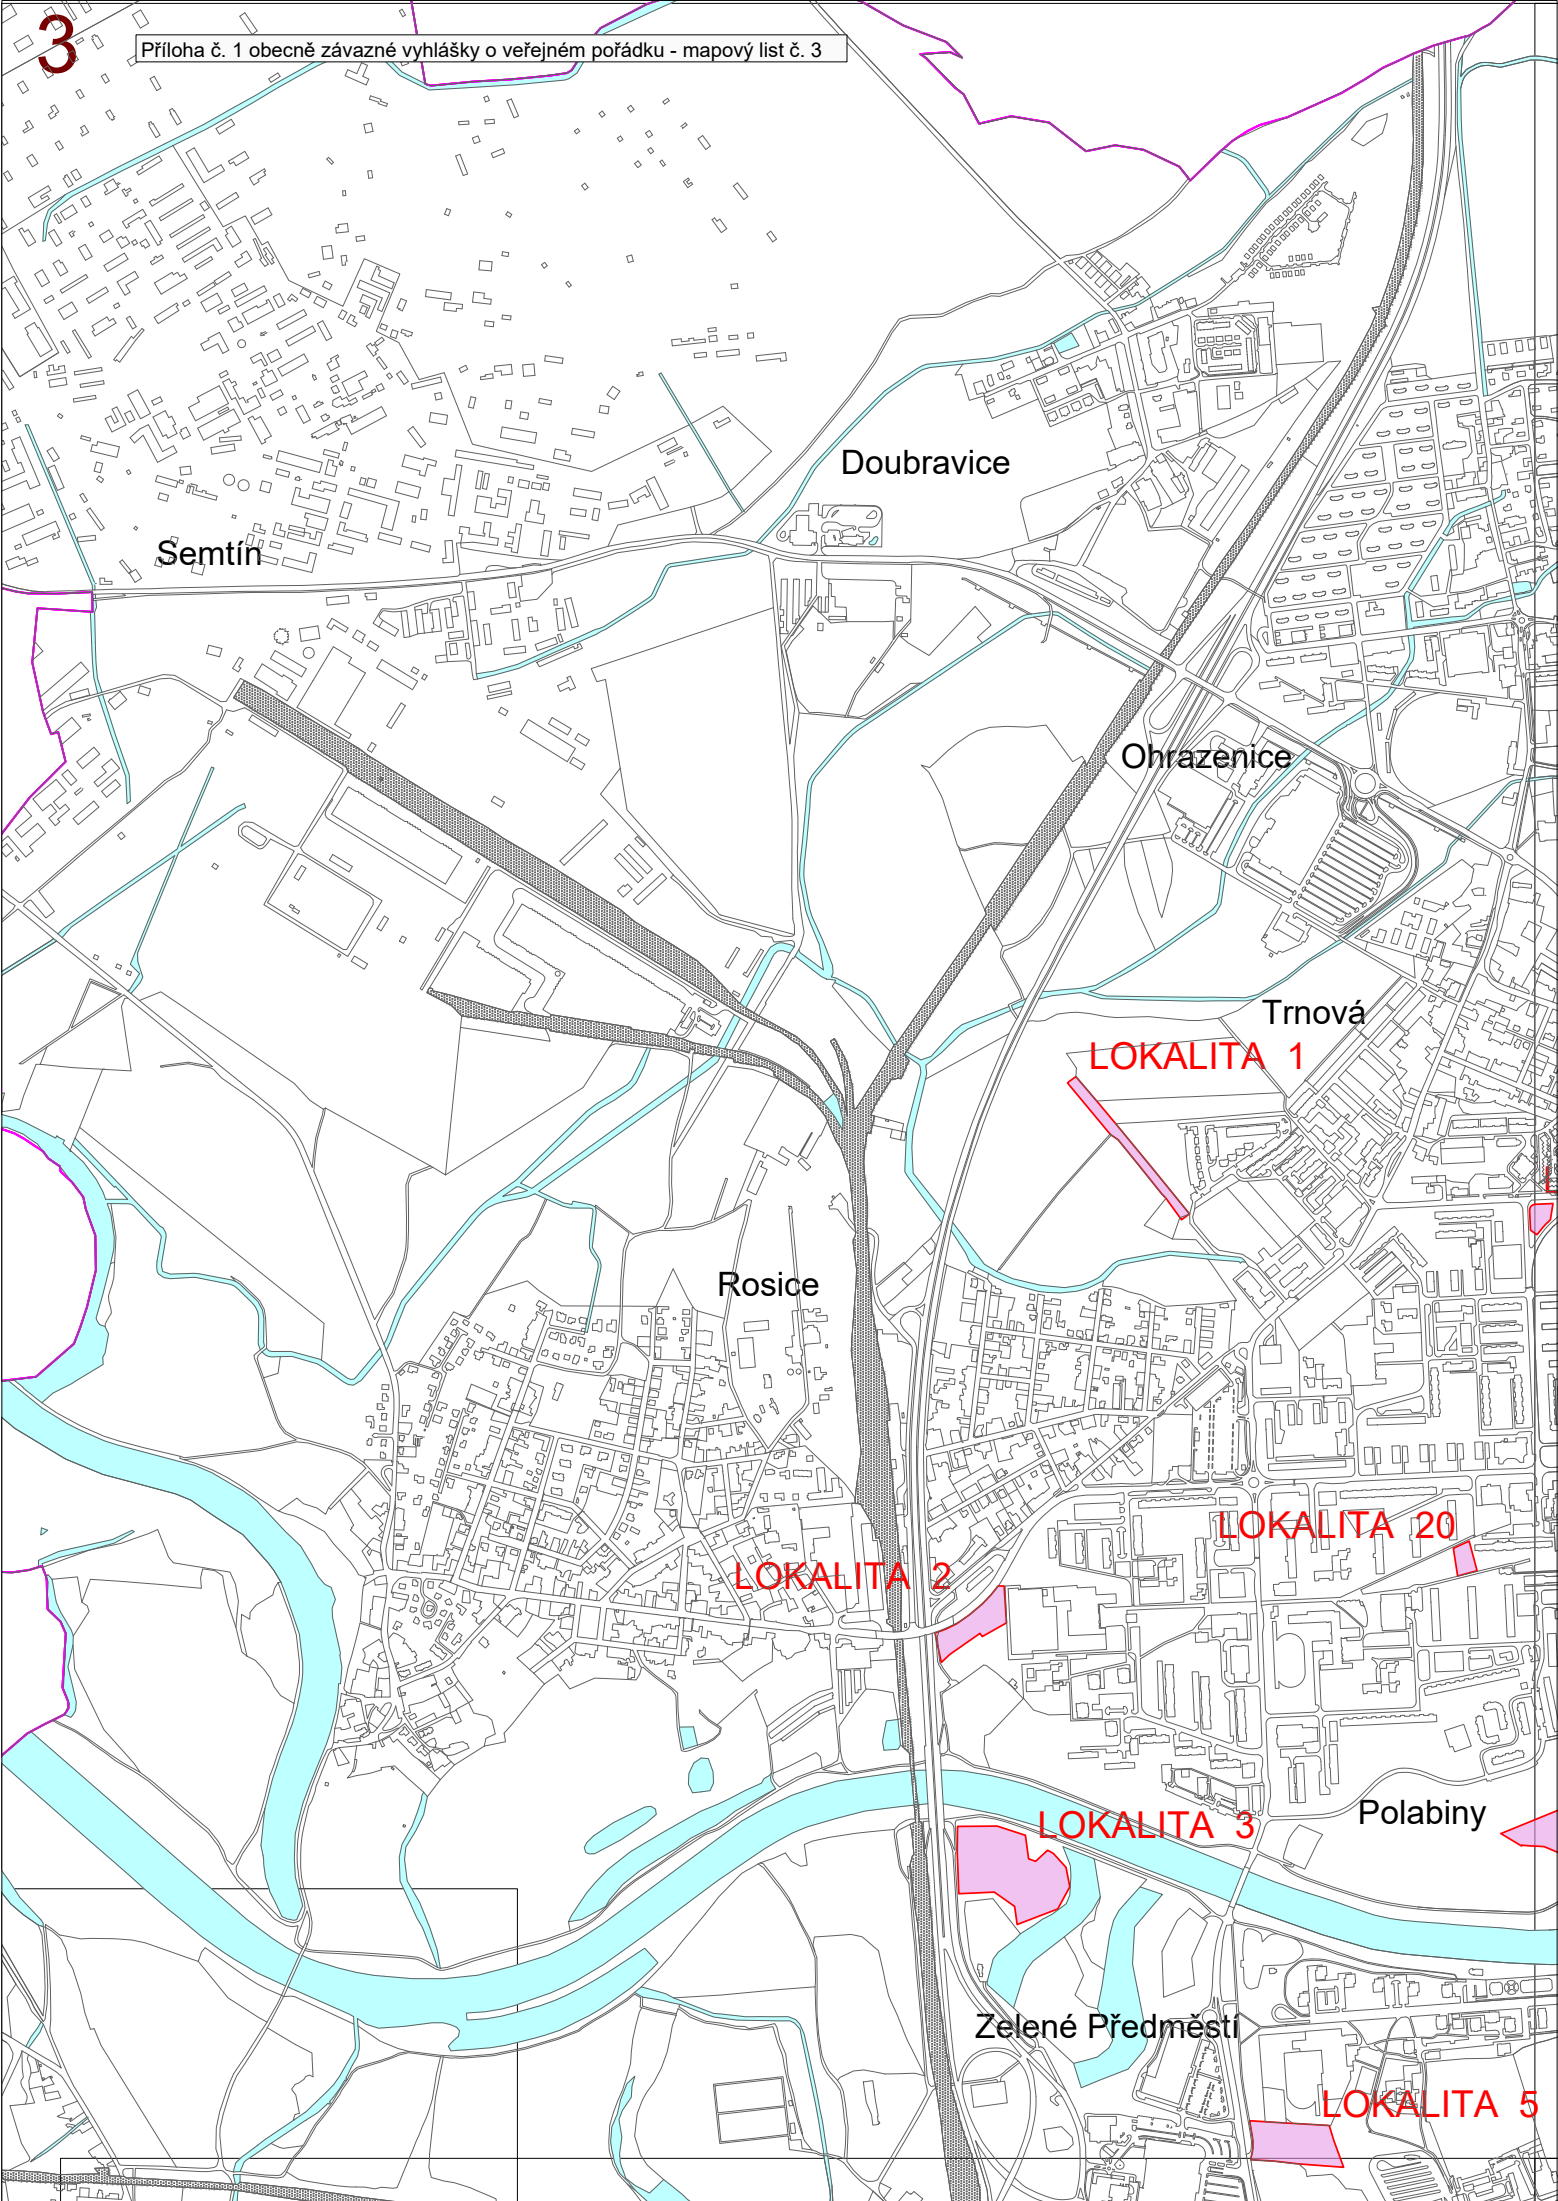 3
Příloha č. 1 obecně závazné vyhlášky o veřejném pořádku - mapový list č. 3
Doubravice
Semtín
Ohrazenice
Trnová
LOKALITA 1
L
Rosice
LOKALITA 20
LOKALITA 2
LOKALITA 3
Polabiny
Zelené Předměstí
LOKALITA 5